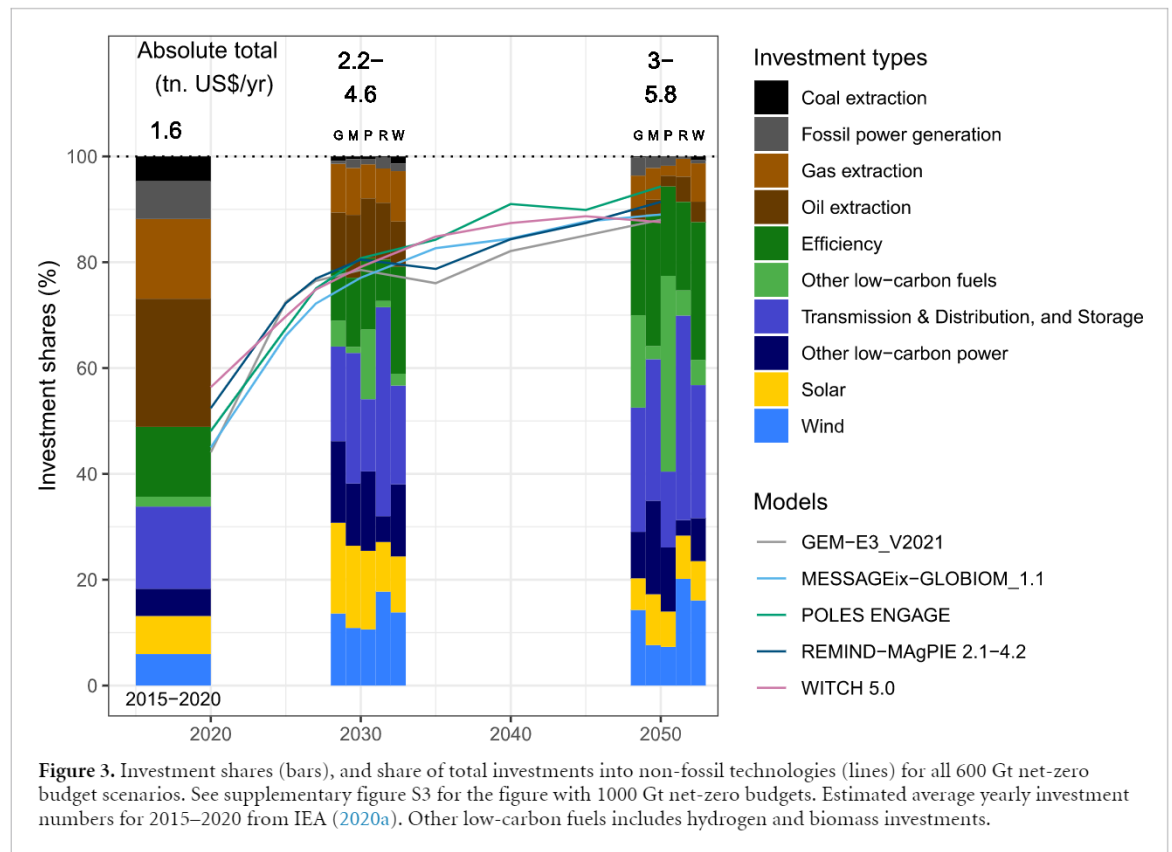 Absolute total
(tn. US$/yr)
1.6
2.2−
4.6
3−
5.8
G M P R W
G M P R W
100
80
60
40
20
0
Investment shares (%)
2015−2020
2020
2030
2040
2050
Investment types
Coal extraction
Fossil power generation
Gas extraction
Oil extraction
Efficiency
Other low−carbon fuels
Transmission & Distribution, and Storage
Other low−carbon power
Solar
Wind
Models
GEM−E3_V2021
MESSAGEix−GLOBIOM_1.1
POLES ENGAGE
REMIND−MAgPIE 2.1−4.2
WITCH 5.0
Figure 3. Investment shares (bars), and share of total investments into non-fossil technologies (lines) for all 600 Gt net-zero
budget scenarios. See supplementary figure S3 for the figure with 1000 Gt net-zero budgets. Estimated average yearly investment
numbers for 2015–2020 from IEA (2020a). Other low-carbon fuels includes hydrogen and biomass investments.